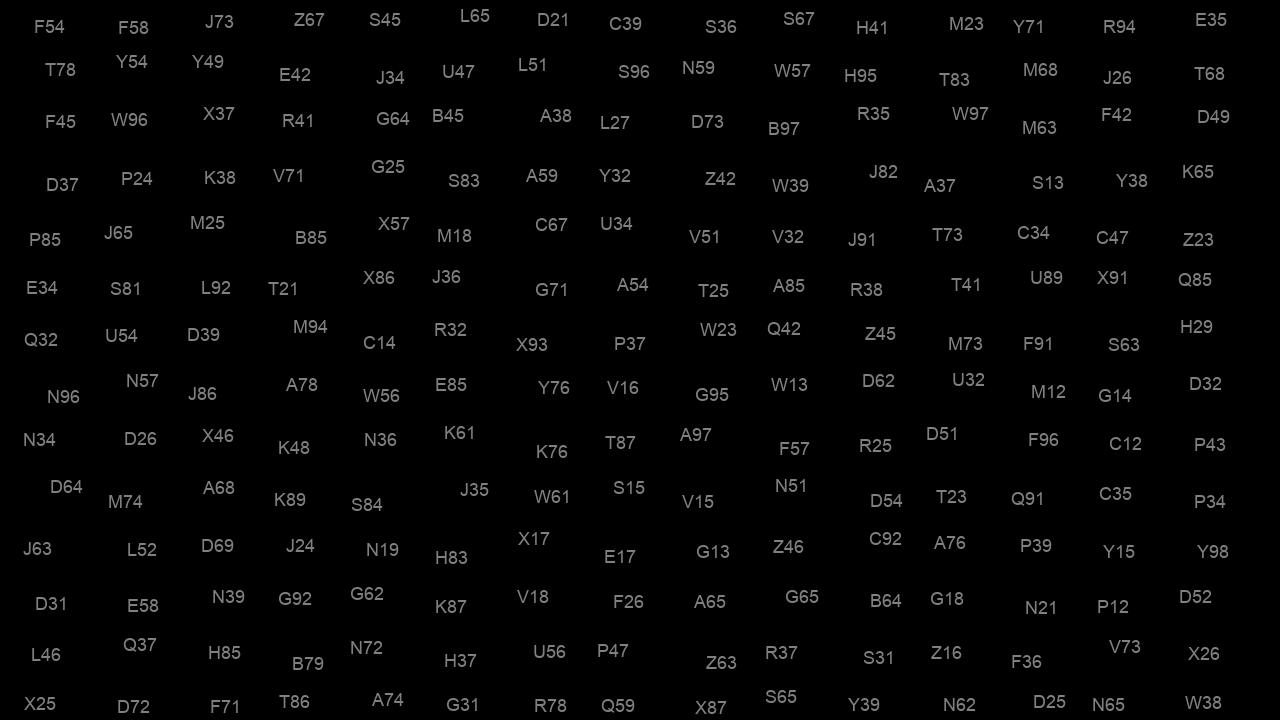 F54 F58 J73 Z67 S45 L65 D21 C39 S36 S67 H41 M23 Y71 R94 E35
T78 Y54 Y49 E42 J34 U47 L51 S96 N59 W57 H95 T83 M68 J26 T68
F45 W96 X37 R41 G64 B45 A38 L27 D73 B97 R35 W97 M63 F42 D49
D37 P24 K38 V71 G25 S83 A59 Y32 Z42 W39 J82 A37 S13 Y38 K65
P85 J65 M25 B85 X57 M18 C67 U34 V51 V32 J91 T73 C34 C47 Z23
E34 S81 L92 T21 X86 J36 G71 A54 T25 A85 R38 T41 U89 X91 Q85
Q32 U54 D39 M94 C14 R32 X93 P37 W23 Q42 Z45 M73 F91 S63 H29
N96 N57 J86 A78 W56 E85 Y76 V16 G95 W13 D62 U32 M12 G14 D32
N34 D26 X46 K48 N36 K61 K76 T87 A97 F57 R25 D51 F96 C12 P43
D64 M74 A68 K89 S84 J35 W61 S15 V15 N51 D54 T23 Q91 C35 P34
J63 L52 D69 J24 N19 H83 X17 E17 G13 Z46 C92 A76 P39 Y15 Y98
D31 E58 N39 G92 G62 K87 V18 F26 A65 G65 B64 G18 N21 P12 D52
L46 Q37 H85 B79 N72 H37 U56 P47 Z63 R37 S31 Z16 F36 V73 X26
X25 D72 F71 T86 A74 G31 R78 Q59 X87 S65 Y39 N62 D25 N65 W38